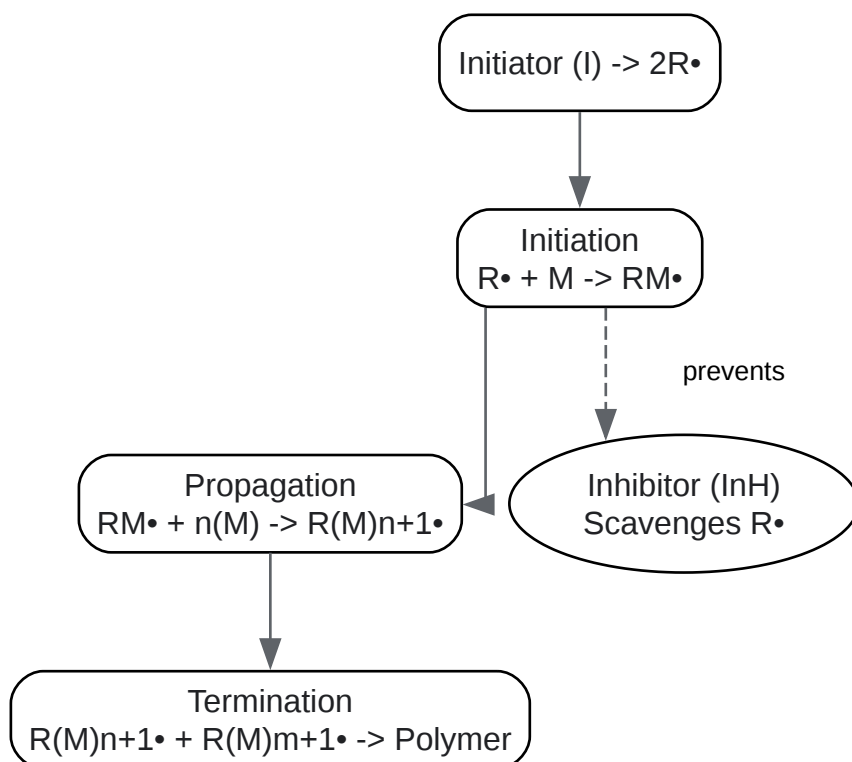 Initiator (I) -> 2R•
Initiation
R• + M -> RM•
prevents
Propagation
RM• + n(M) -> R(M)n+1•
Inhibitor (InH)
Scavenges R•
Termination
R(M)n+1• + R(M)m+1• -> Polymer